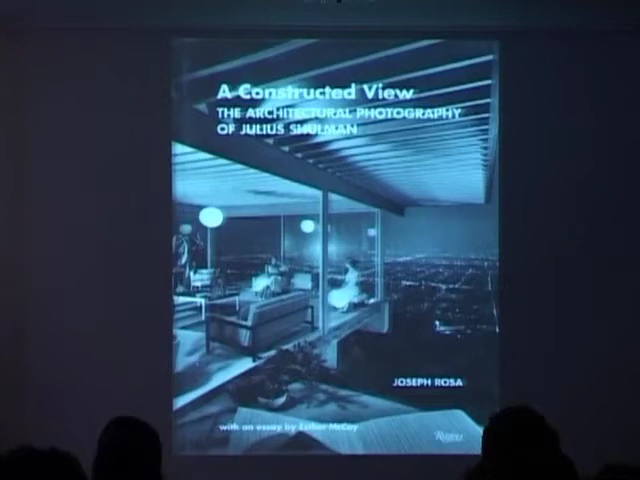 A Constructed View
THE ARCHITECTURAL PHOTOGRAPHY
OF JULIUS SHULMAN
JOSEPH ROSA
with an essay by Esther McCoy
Rizzoli